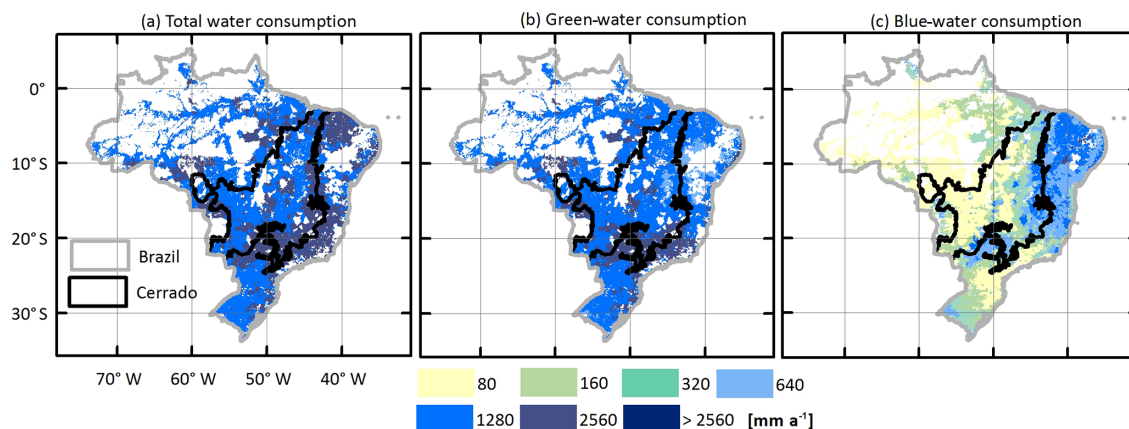 (a) Total water consumption
(b) Green-water consumption
(c) Blue-water consumption
0°
10°S
20°S
30°S
Brazil
Cerrado
70° W 60° W 50° W 40° W
80 160 320 640
1280 2560 > 2560 [mm a⁻¹]